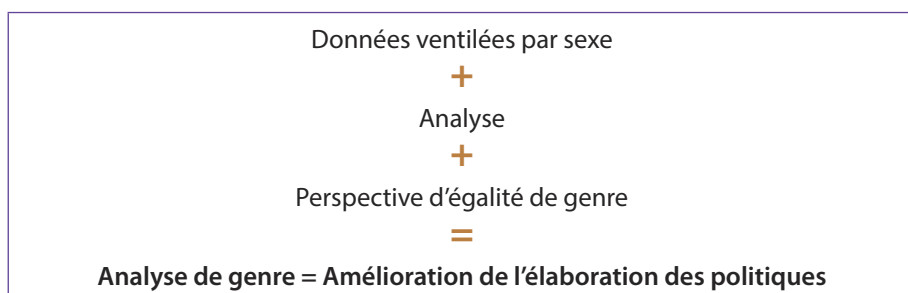 Données ventilées par sexe
+
Analyse
+
Perspective d'égalité de genre
=
Analyse de genre = Amélioration de l'élaboration des politiques